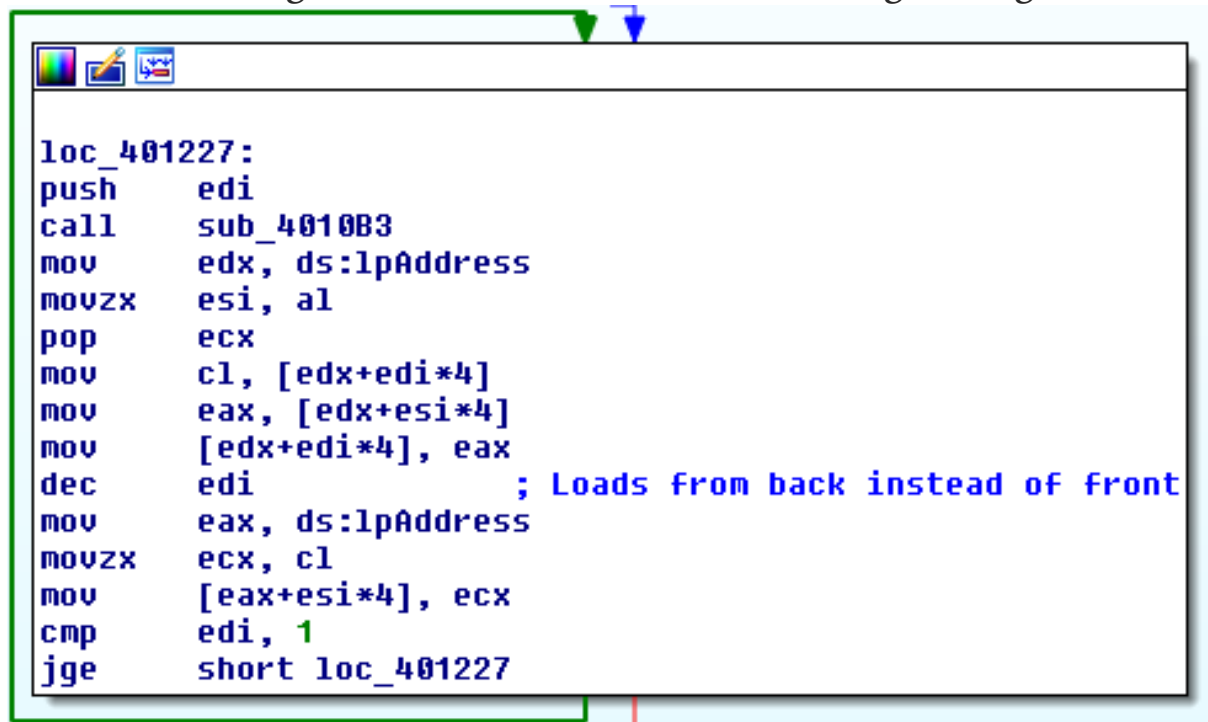 loc_401227:
push edi
call sub_4010B3
mov edx, ds:lpAddress
movzx esi, al
pop ecx
mov cl, [edx+edi*4]
mov eax, [edx+esi*4]
mov [edx+edi*4], eax
dec edi ; Loads from back instead of front
mov eax, ds:lpAddress
movzx ecx, cl
mov [eax+esi*4], ecx
cmp edi, 1
jge short loc_401227